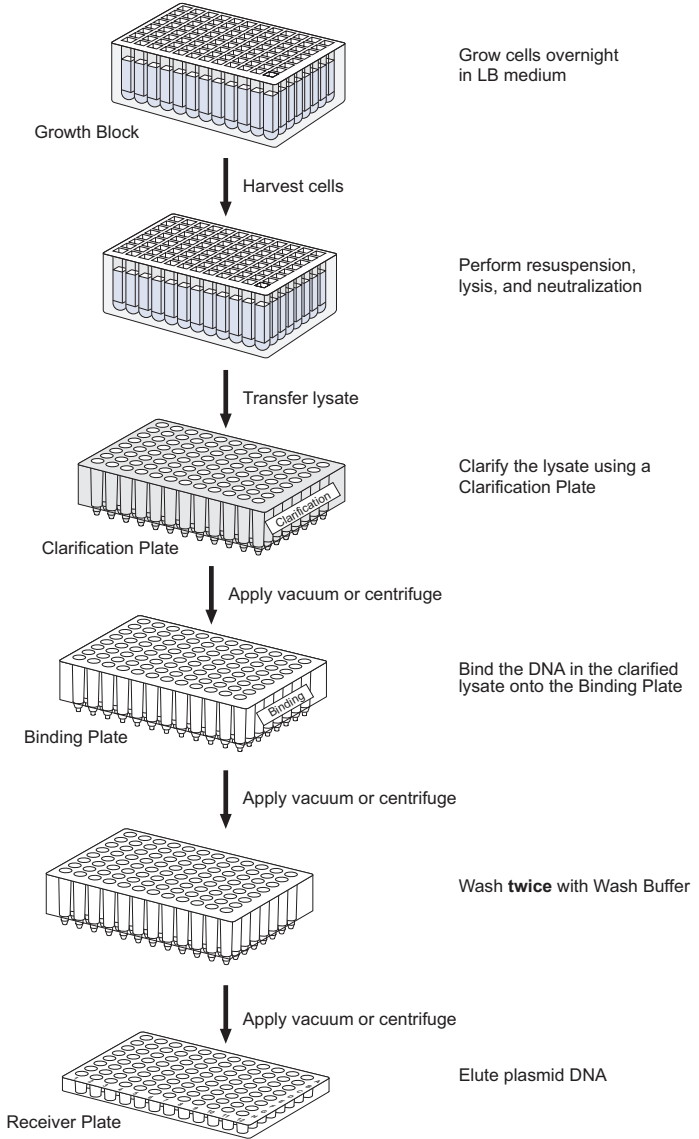 Grow cells overnight
in LB medium
Growth Block
Harvest cells
Perform resuspension,
lysis, and neutralization
Transfer lysate
Clarify the lysate using a
Clarification Plate
Clarification
Clarification Plate
Apply vacuum or centrifuge
Bind the DNA in the clarified
lysate onto the Binding Plate
Binding
Binding Plate
Apply vacuum or centrifuge
Wash twice with Wash Buffer
Apply vacuum or centrifuge
Elute plasmid DNA
Receiver Plate